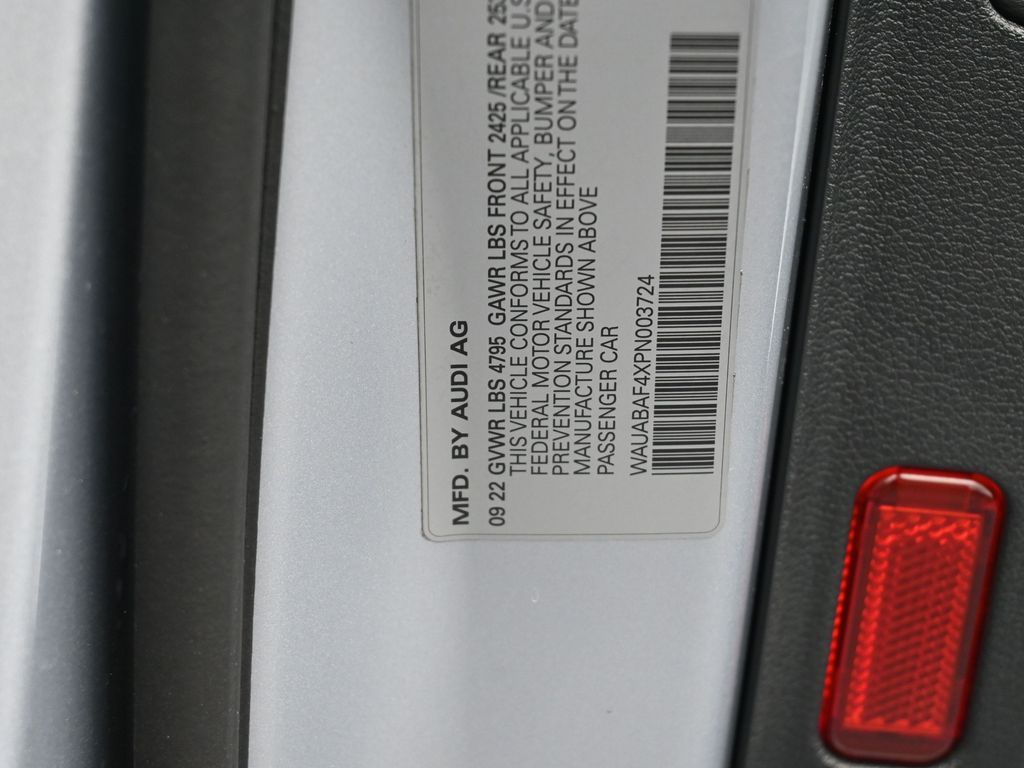 MFD. BY AUDI AG
09 22 GWWR LBS 4795 GAWR LBS FRONT 2425 /REAR
THIS VEHICLE CONFORMS TO ALL APPLICABLE U.S
FEDERAL MOTOR VEHICLE SAFETY, BUMPER AND
PREVENTION STANDARDS IN EFFECT ON THE DATE
MANUFACTURE SHOWN ABOVE
PASSENGER CAR
WAUABAF4XPN003724